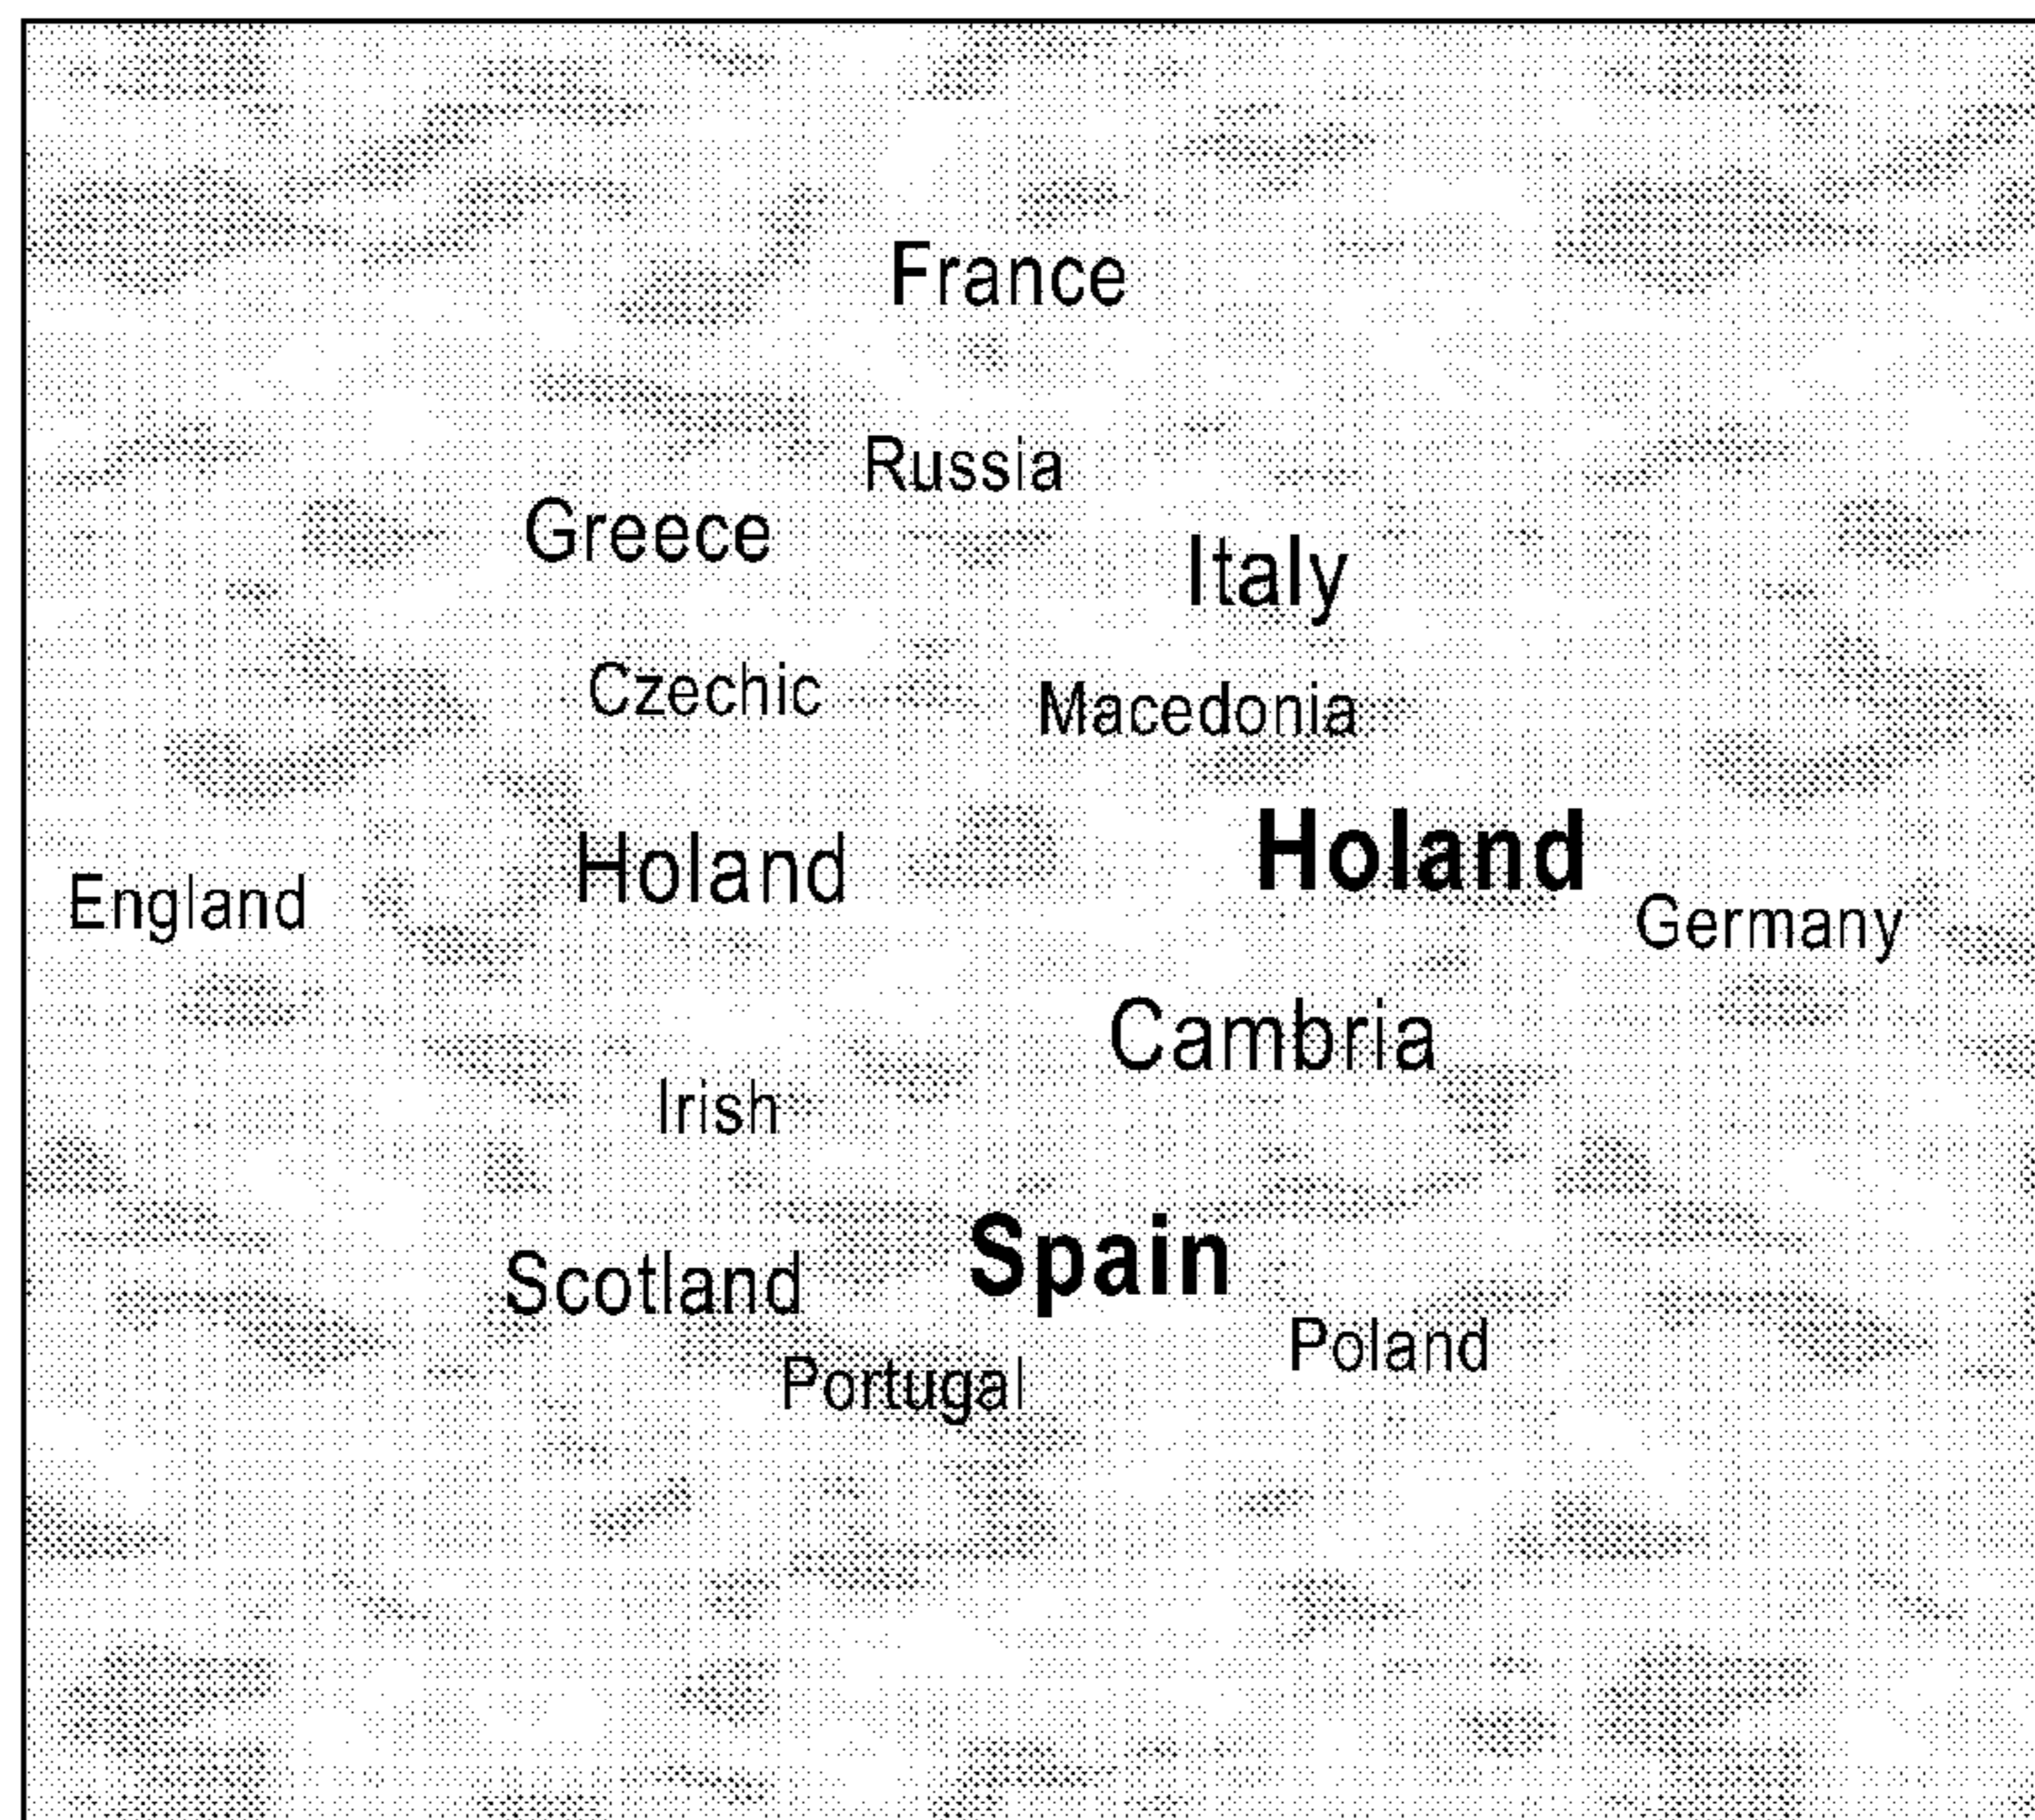 France
Russia
Greece
Italy
Czechic
Macedonia
Holand
Holand
England
Germany
Cambria
Irish
Spain
Scotland
Poland
Portugal